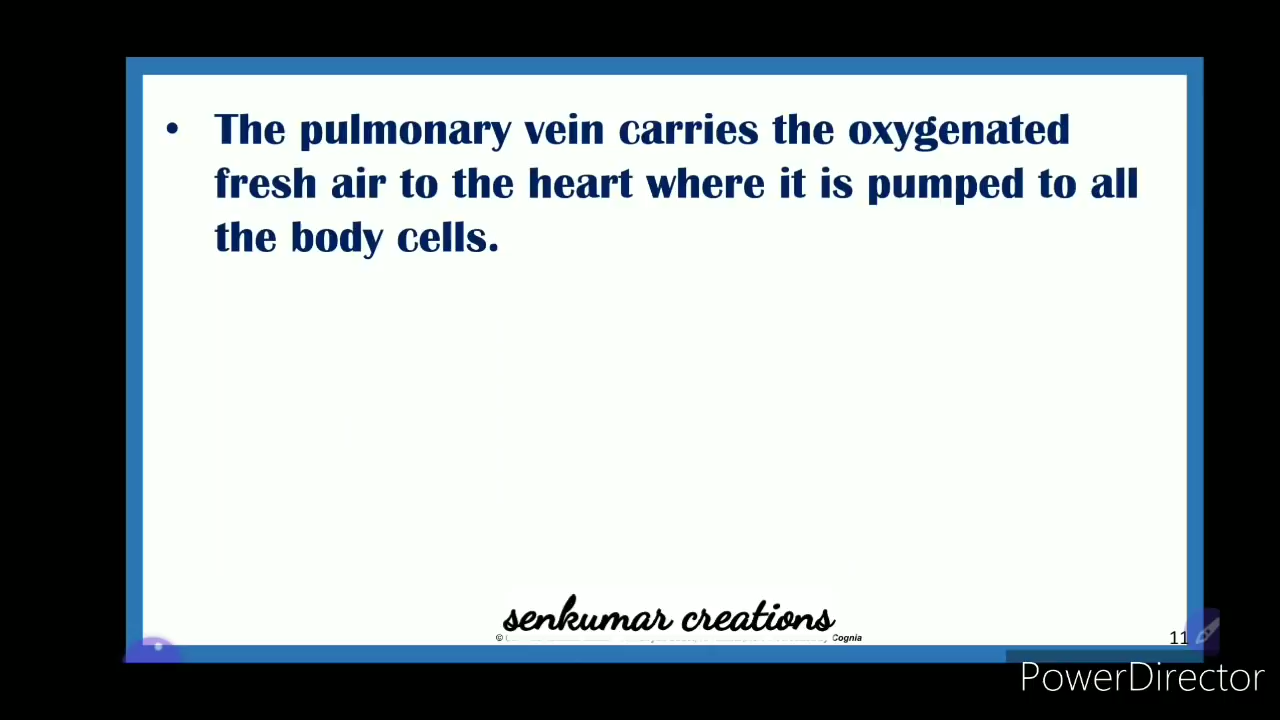 • The pulmonary vein carries the oxygenated
fresh air to the heart where it is pumped to all
the body cells.
senkumar creations
© Cognia
11
PowerDirector